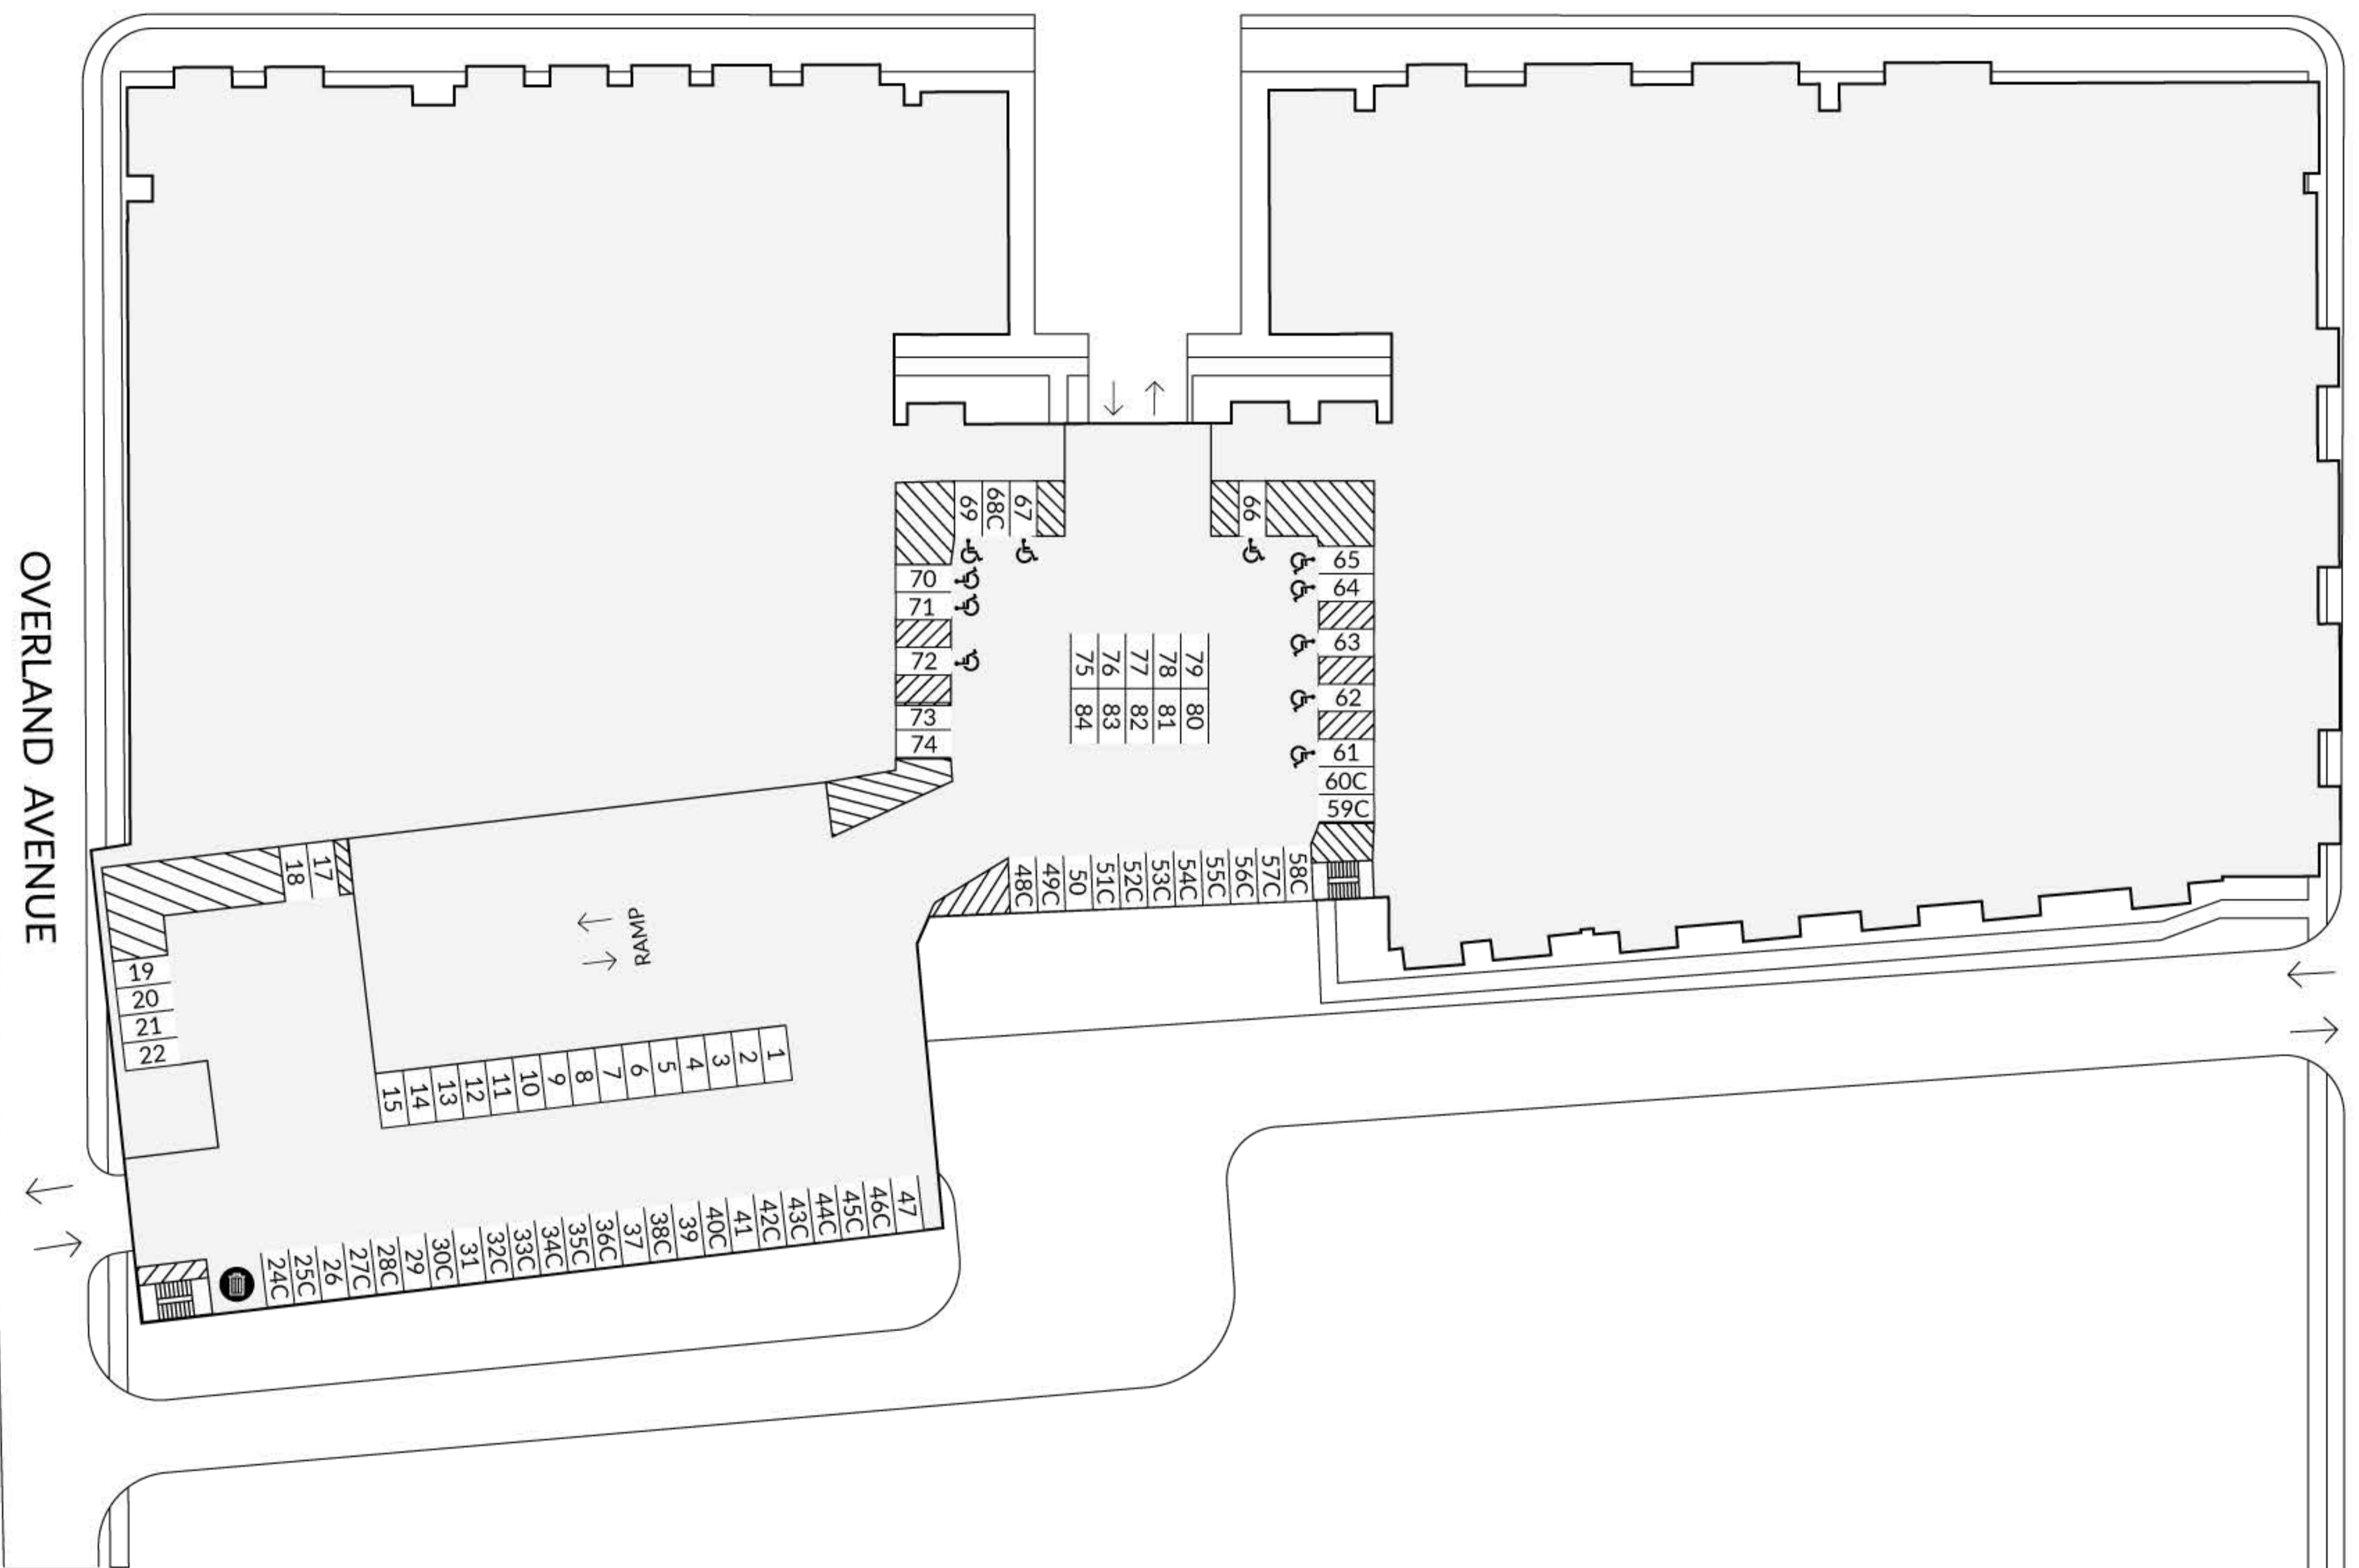 OVERLAND AVENUE
69
68C
67
66
70
71
72
73
74
65
64
63
62
61
60C
59C
75
76
77
78
79
84
83
82
81
80
48C
49C
50
51C
52C
53C
54C
55C
56C
57C
58C
18
17
RAMP
19
20
21
22
15
14
13
12
11
10
9
8
7
6
5
4
3
2
1
24C
25C
26
27C
28C
29
30C
31
32C
33C
34C
35C
36C
37
38C
39
40C
41
42C
43C
44C
45C
46C
47